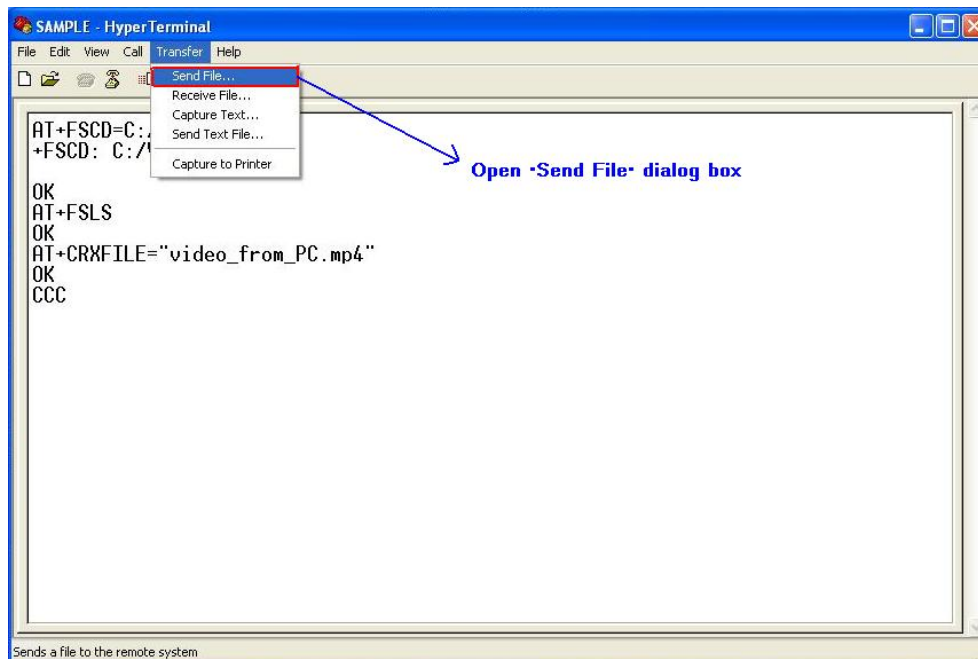 SAMPLE - HyperTerminal
File Edit View Call Transfer Help
Send File...
Receive File...
Capture Text...
Send Text File...
Capture to Printer
AT+FSCD=C:/
+FSCD: C:/
OK
AT+FSLS
OK
AT+CRXFILE="video_from_PC.mp4"
OK
CCC
Open "Send File" dialog box
Sends a file to the remote system